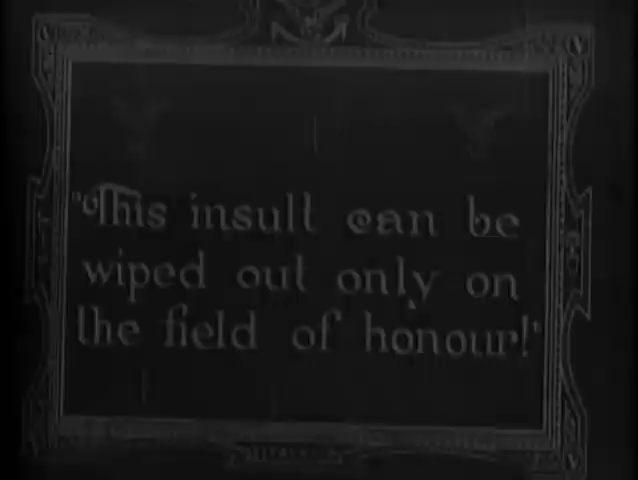 "This insult can be
wiped out only on
the field of honour!"